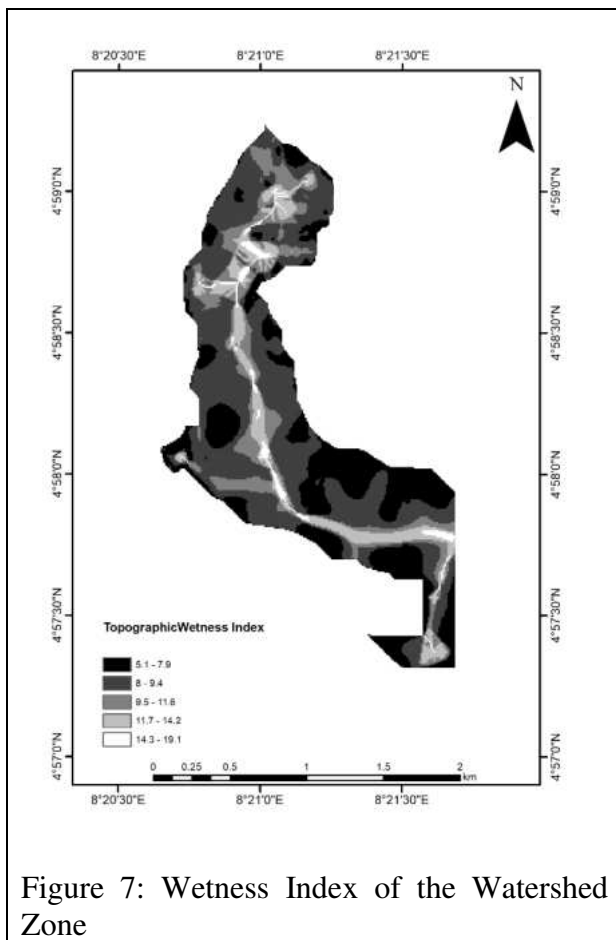 8°20'30"E 8°21'0"E 8°21'30"E
N
4°59'0"N 4°59'0"N
4°58'30"N 4°58'30"N
4°58'0"N 4°58'0"N
4°57'30"N 4°57'30"N
TopographicWetness Index
5.1 - 7.9
8 - 9.4
9.5 - 11.6
11.7 - 14.2
14.3 - 19.1
4°57'0"N 4°57'0"N
0 0.25 0.5 1 1.5 2
km
8°20'30"E 8°21'0"E 8°21'30"E
Figure 7: Wetness Index of the Watershed
Zone